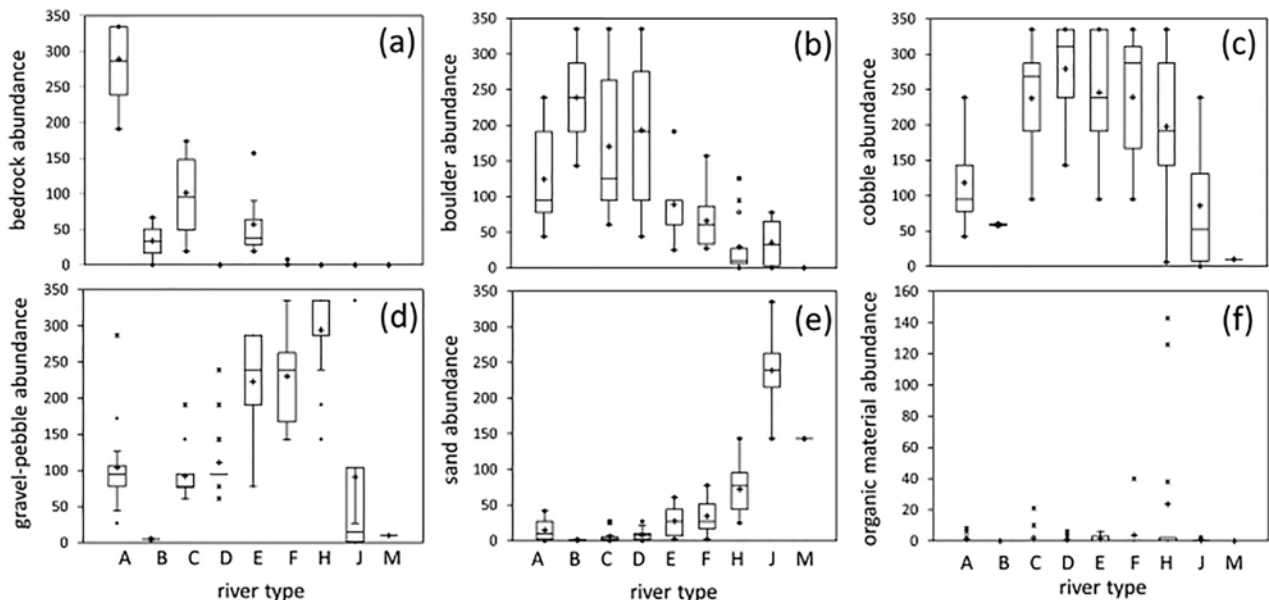 (a)
bedrock abundance
350
300
250
200
150
100
50
0
(b)
boulder abundance
350
300
250
200
150
100
50
0
(c)
cobble abundance
350
300
250
200
150
100
50
0
(d)
gravel-pebble abundance
350
300
250
200
150
100
50
0
A B C D E F H J M
river type
(e)
sand abundance
350
300
250
200
150
100
50
0
A B C D E F H J M
river type
(f)
organic material abundance
160
140
120
100
80
60
40
20
0
A B C D E F H J M
river type